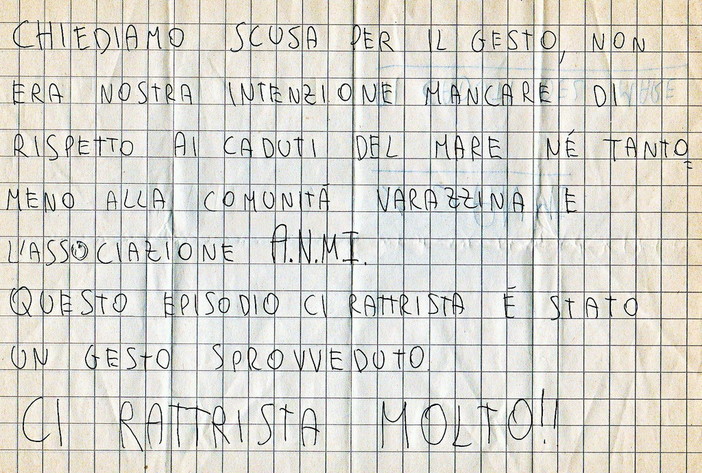 CHIEDIAMO SCUSA PER IL GESTO, NON
ERA NOSTRA INTENZIONE MANCARE DI
RISPETTO AI CADUTI DEL MARE NÉ TANTO=
MENO ALLA COMUNITÁ VARAZZINA E
L'ASSOCIAZIONE A.N.M.I.
QUESTO EPISODIO CI RATTRISTA É STATO
UN GESTO SPROVVEDUTO
CI RATTRISTA MOLTO!!